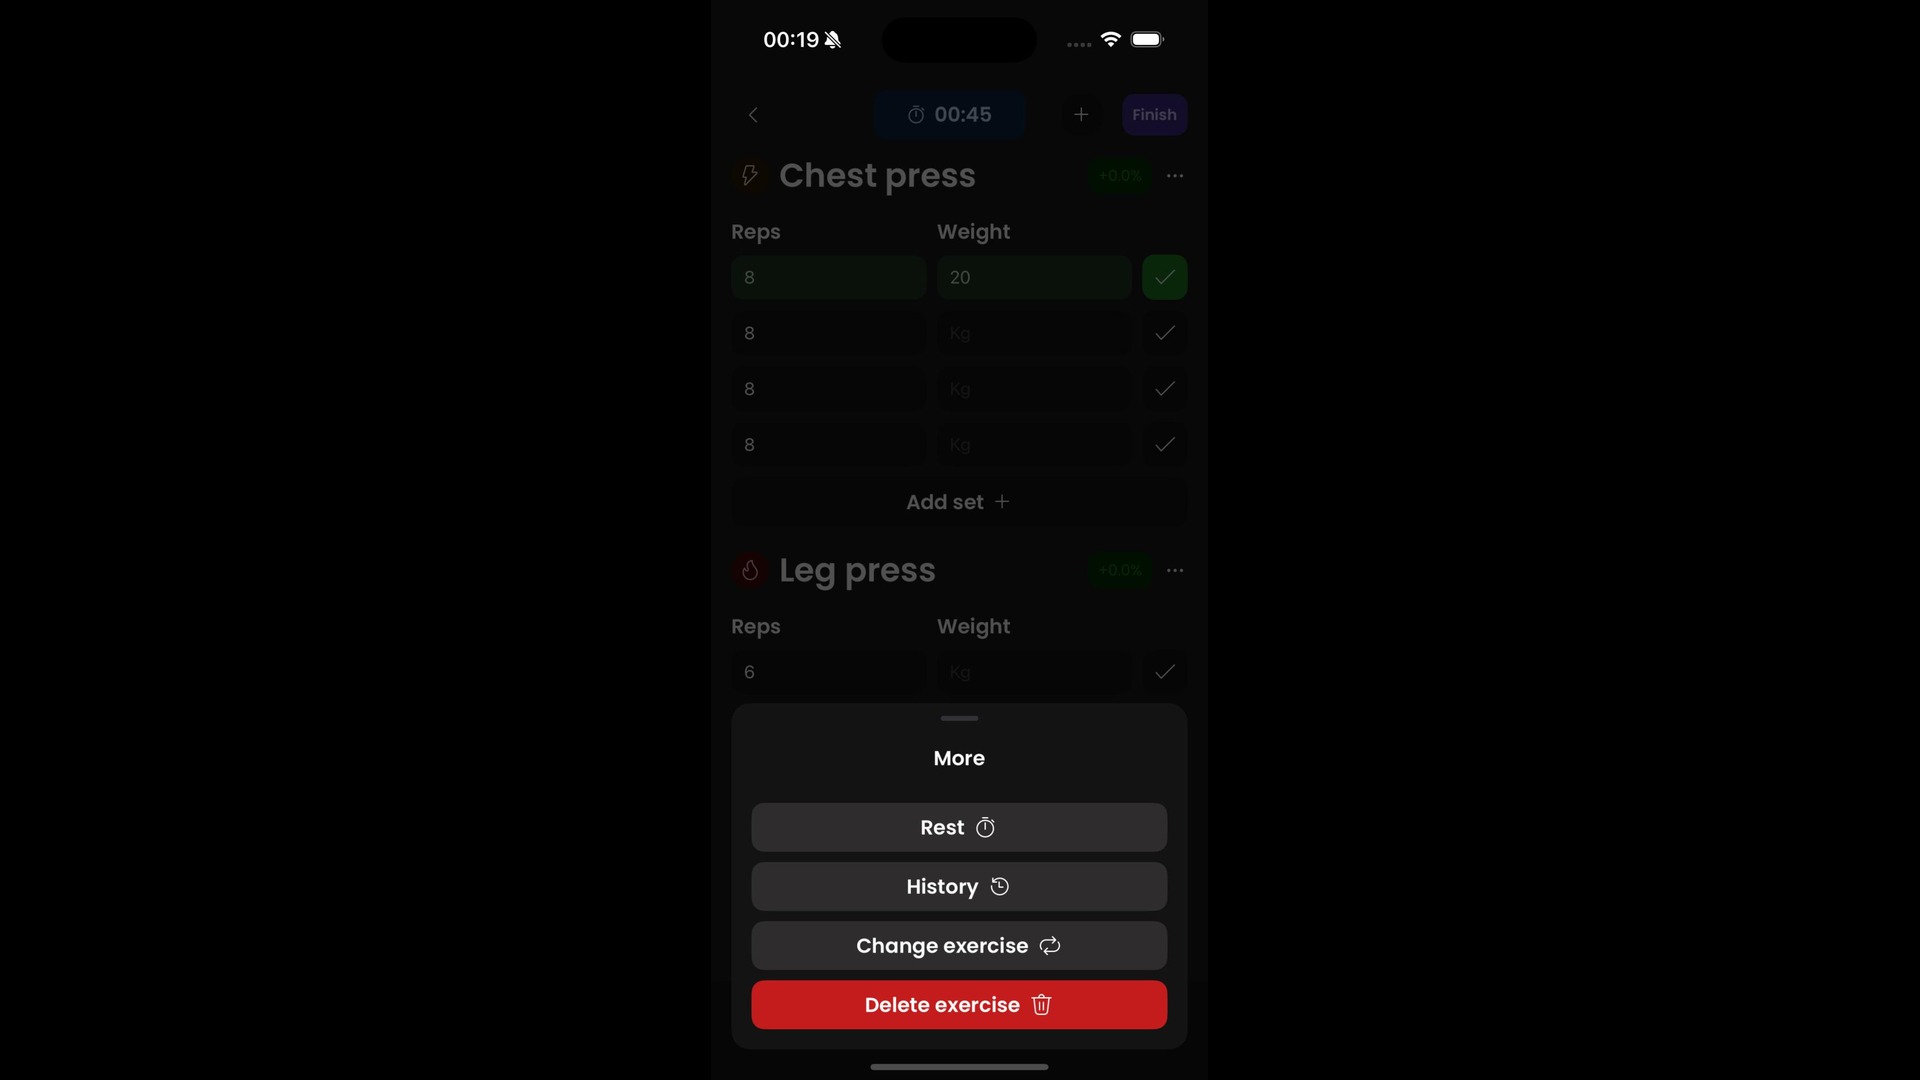 00:19
00:45
Finish
Chest press +0.0%
Reps Weight
8 20
8 Kg
8 Kg
8 Kg
Add set +
Leg press +0.0%
Reps Weight
6 Kg
More
Rest
History
Change exercise
Delete exercise